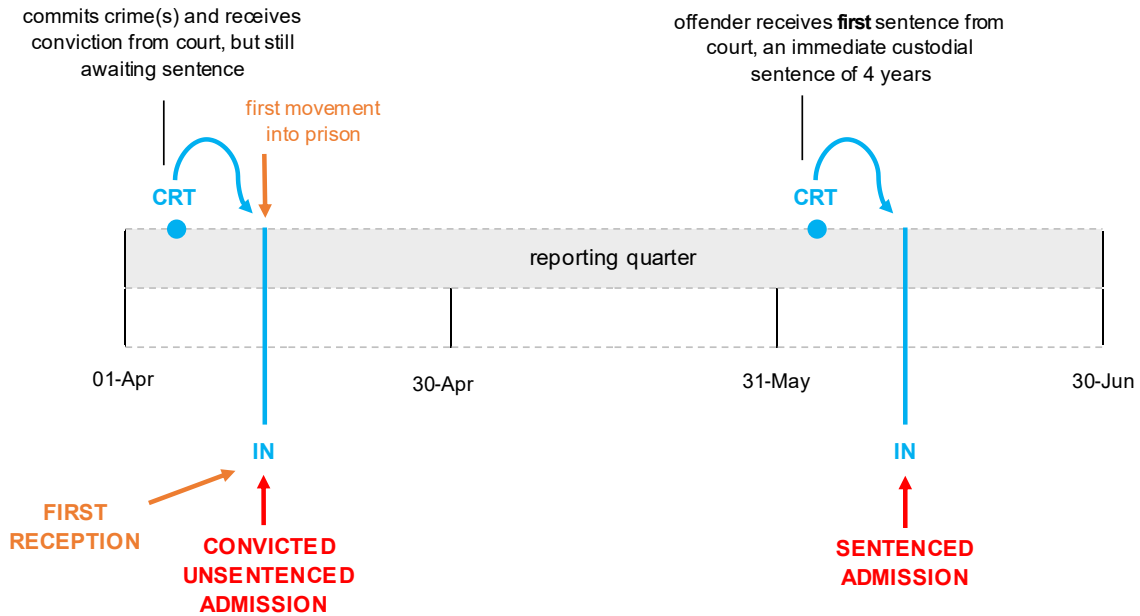 commits crime(s) and receives
conviction from court, but still
awaiting sentence
first movement
into prison
CRT
offender receives first sentence from
court, an immediate custodial
sentence of 4 years
CRT
reporting quarter
01-Apr
30-Apr
31-May
30-Jun
IN
FIRST
RECEPTION
CONVICTED
UNSENTENCED
ADMISSION
IN
SENTENCED
ADMISSION